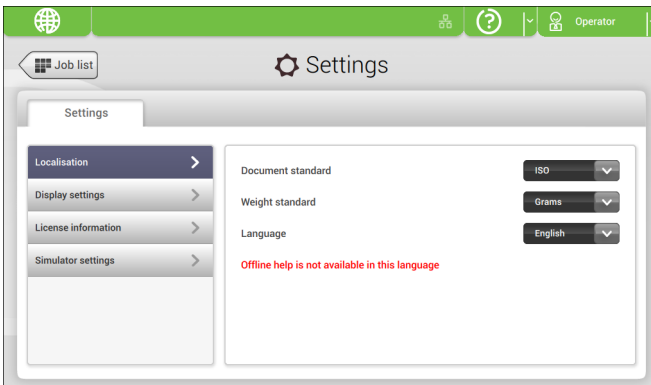 Operator
Job list
Settings
Settings
Localisation
Display settings
License information
Simulator settings
Document standard
ISO
Weight standard
Grams
Language
English
Offline help is not available in this language